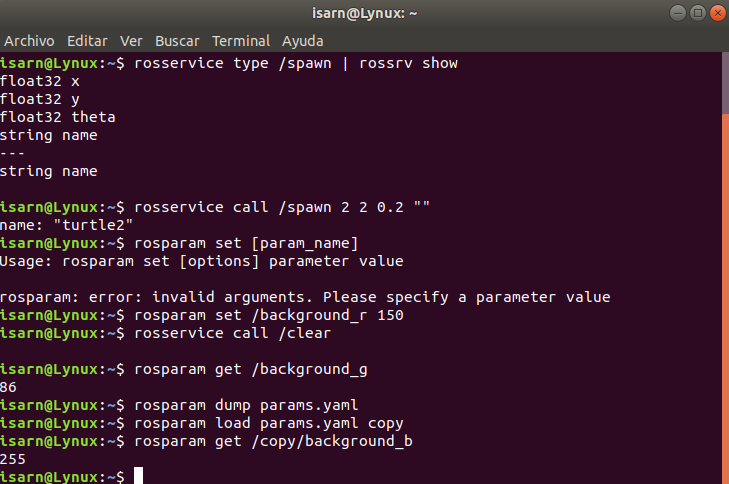 isarn@Lynux: ~
Archivo Editar Ver Buscar Terminal Ayuda
isarn@Lynux:~$ rosservice type /spawn | rossrv show
float32 x
float32 y
float32 theta
string name
---
string name
isarn@Lynux:~$ rosservice call /spawn 2 2 0.2 ""
name: "turtle2"
isarn@Lynux:~$ rosparam set [param_name]
Usage: rosparam set [options] parameter value
rosparam: error: invalid arguments. Please specify a parameter value
isarn@Lynux:~$ rosparam set /background_r 150
isarn@Lynux:~$ rosservice call /clear
isarn@Lynux:~$ rosparam get /background_g
86
isarn@Lynux:~$ rosparam dump params.yaml
isarn@Lynux:~$ rosparam load params.yaml copy
isarn@Lynux:~$ rosparam get /copy/background_b
255
isarn@Lynux:~$